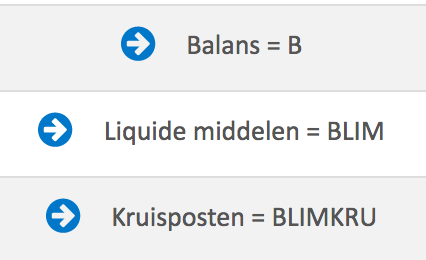 Balans = B
Liquide middelen = BLIM
Kruisposten = BLIMKRU